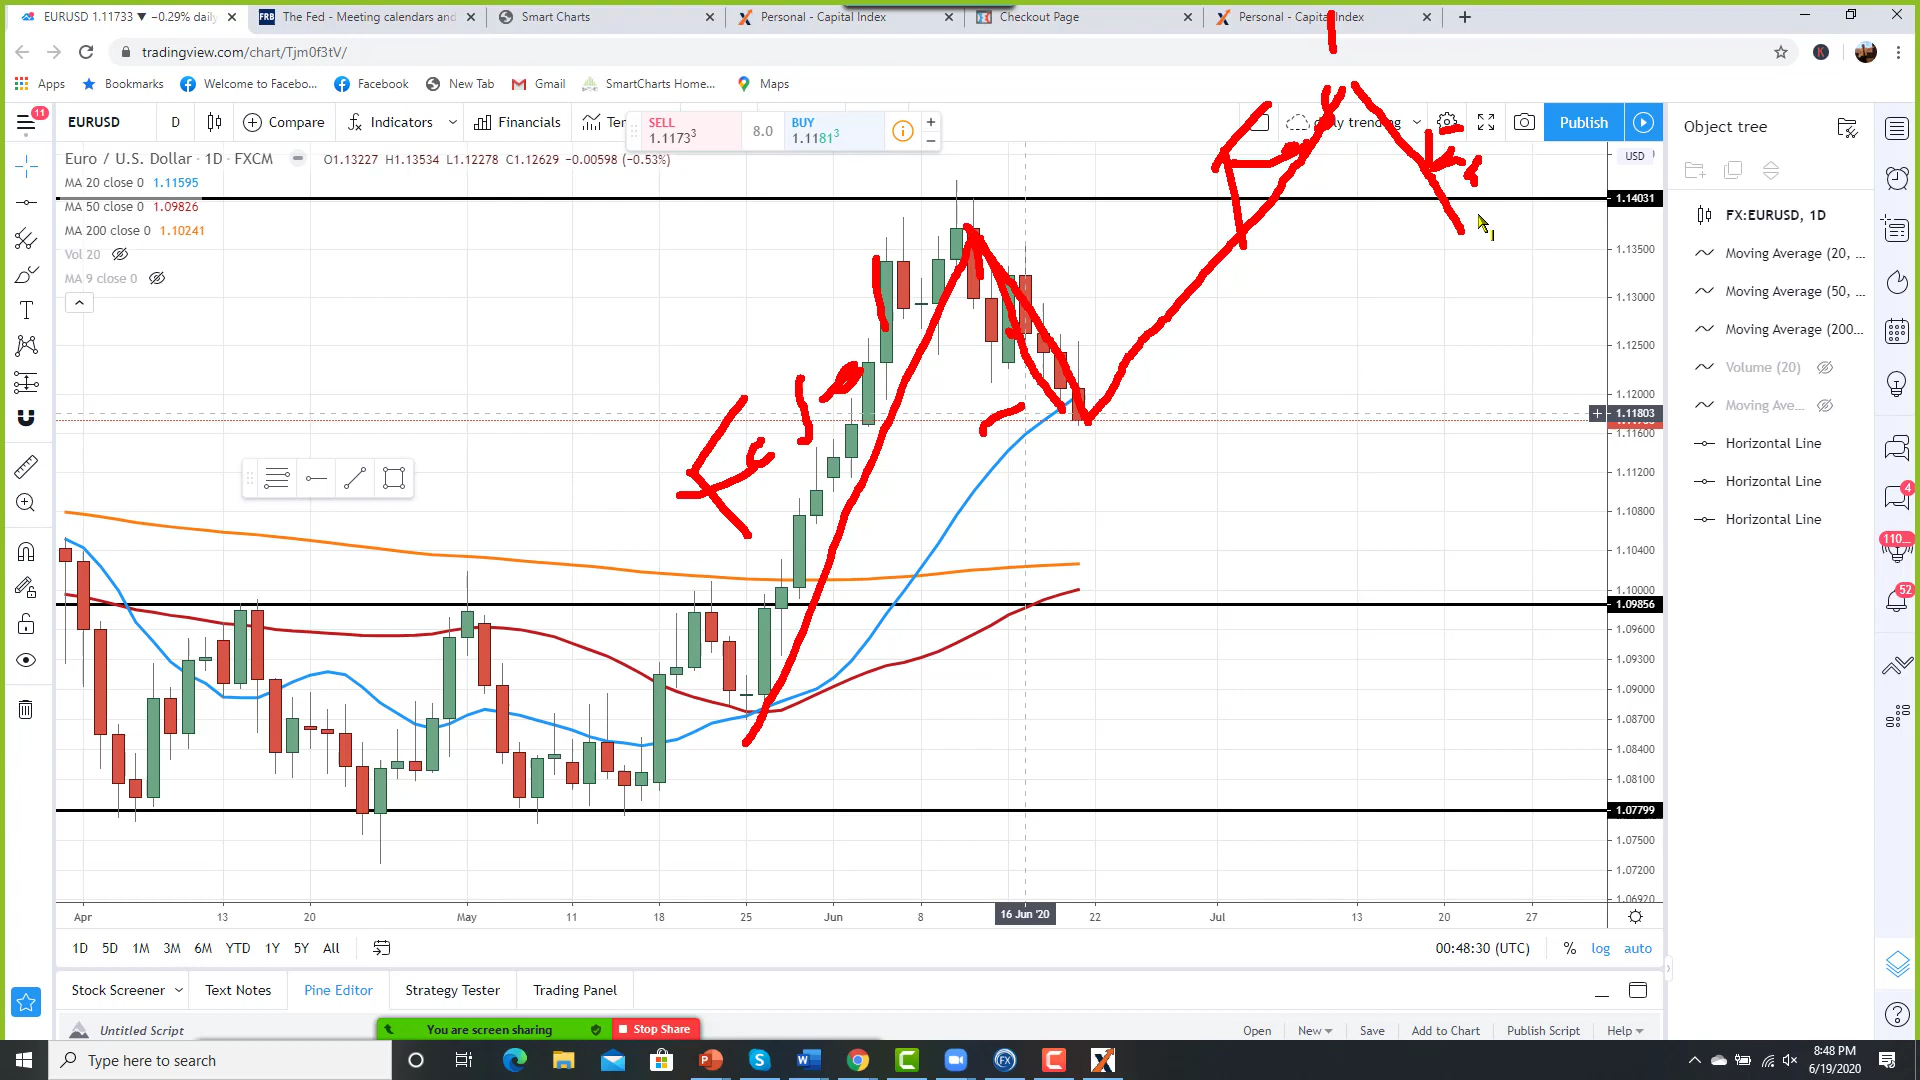 EURUSD 1.11733 ▼ −0.29% daily
The Fed - Meeting calendars and
Smart Charts
Personal - Capital Index
Checkout Page
Personal - Capital Index
tradingview.com/chart/Tjm0f3tV/
Apps
Bookmarks
Welcome to Facebo...
Facebook
New Tab
Gmail
SmartCharts Home...
Maps
11
EURUSD
D
Compare
Indicators
Financials
SELL
1.11733
8.0
BUY
1.11813
Publish
Object tree
Euro / U.S. Dollar · 1D · FXCM
O1.13227 H1.13534 L1.12278 C1.12629 −0.00598 (−0.53%)
USD
MA 20 close 0 1.11595
MA 50 close 0 1.09826
MA 200 close 0 1.10241
Vol 20
MA 9 close 0
1.14031
1.13500
1.13000
1.12500
1.12000
1.11803
1.11600
1.11200
1.10800
1.10400
1.10000
1.09856
1.09600
1.09300
1.09000
1.08700
1.08400
1.08100
1.07799
1.07500
1.07200
1.06920
FX:EURUSD, 1D
Moving Average (20, ...
Moving Average (50, ...
Moving Average (200...
Volume (20)
Moving Ave...
Horizontal Line
Horizontal Line
Horizontal Line
4
110...
52
Apr
13
20
May
11
18
25
Jun
8
16 Jun '20
22
Jul
13
20
27
1D 5D 1M 3M 6M YTD 1Y 5Y All
00:48:30 (UTC)
%
log
auto
Stock Screener
Text Notes
Pine Editor
Strategy Tester
Trading Panel
Untitled Script
You are screen sharing
Stop Share
Open
New
Save
Add to Chart
Publish Script
Help
Type here to search
8:48 PM
6/19/2020